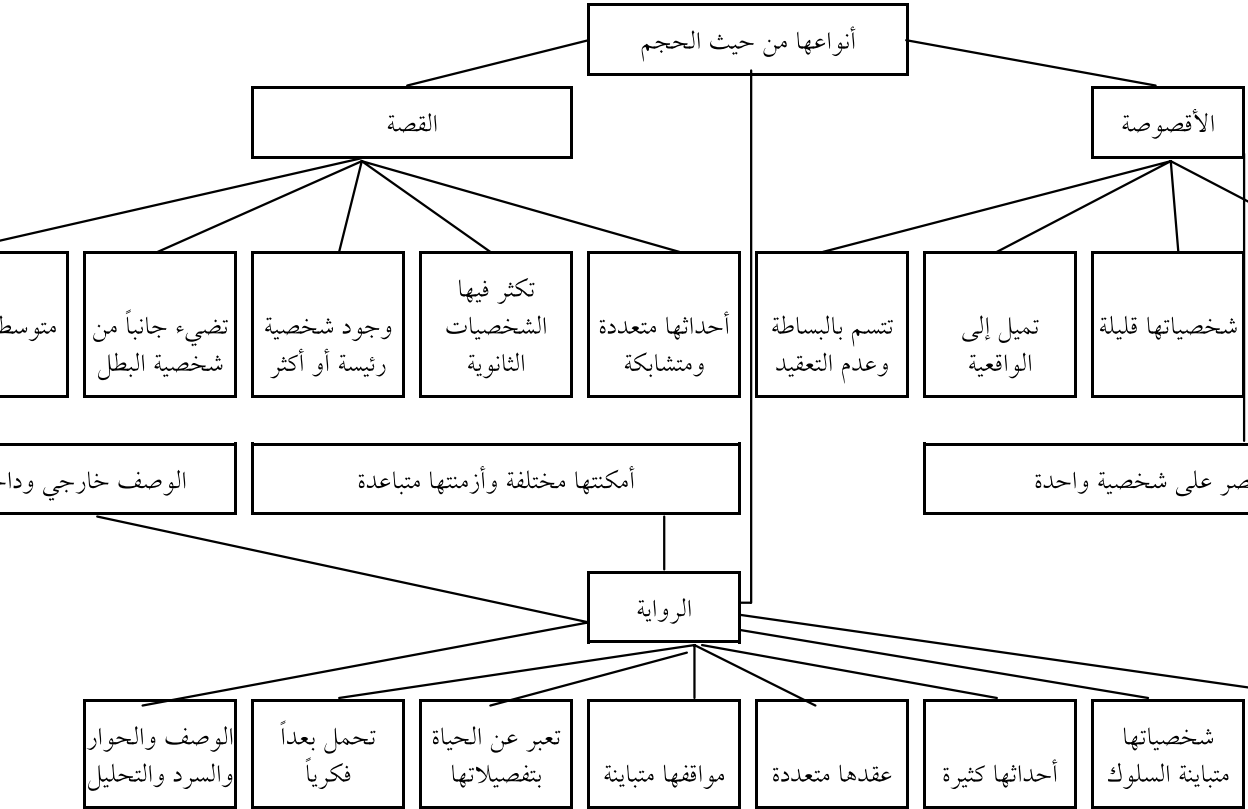 أنواعها من حيث الحجم
الأقصوصة
القصة
شخصياتها قليلة
تميل إلى
الواقعية
تتسم بالبساطة
وعدم التعقيد
أحداثها متعددة
ومتشابكة
تكثر فيها
الشخصيات
الثانوية
وجود شخصية
رئيسة أو أكثر
تضيء جانباً من
شخصية البطل
على شخصية واحدة
أمكنتها مختلفة وأزمنتها متباعدة
الوصف خارجي
الرواية
شخصياتها
متباينة السلوك
أحداثها كثيرة
عقدها متعددة
مواقفها متباينة
تعبر عن الحياة
بتفصيلاتها
تحمل بعداً
فكرياً
الوصف والحوار
والسرد والتحليل